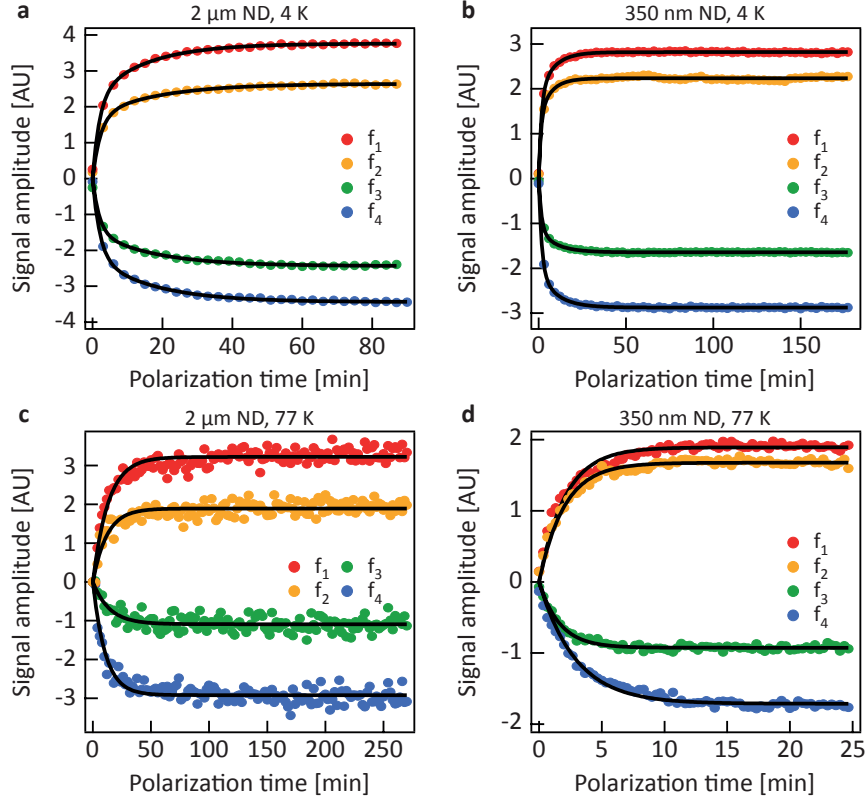 a
2 µm ND, 4 K
Signal amplitude [AU]
4
3
2
1
0
-1
-2
-3
-4
f1
f2
f3
f4
0
20
40
60
80
Polarization time [min]
b
350 nm ND, 4 K
Signal amplitude [AU]
3
2
1
0
-1
-2
-3
f1
f2
f3
f4
0
50
100
150
Polarization time [min]
c
2 µm ND, 77 K
Signal amplitude [AU]
3
2
1
0
-1
-2
-3
f1
f3
f2
f4
0
50
100
150
200
250
Polarization time [min]
d
350 nm ND, 77 K
Signal amplitude [AU]
2
1
0
-1
-2
f1
f2
f3
f4
0
5
10
15
20
25
Polarization time [min]